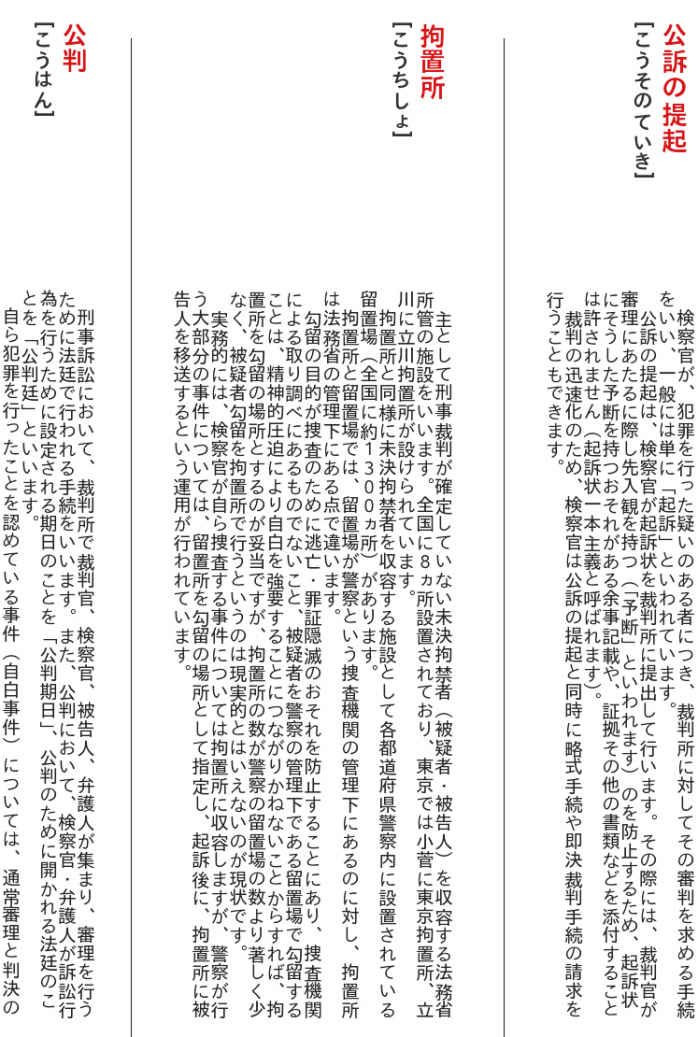 公訴の提起
[こうそのていき]
検察官が、犯罪を行った疑いのある者につき、裁判所に対してその審判を求める手続
をいい、一般には単に「起訴」といわれています。
公訴の提起は、検察官が起訴状を裁判所に提出して行います。その際には、裁判官が
審理にあたるに際し先入観を持つ（「予断」といわれます）のを防止するため、起訴状
にそうした予断を持つおそれがある余事記載や、証拠その他の書類などを添付すること
は許されません（起訴状一本主義と呼ばれます）。
裁判の迅速化のため、検察官は公訴の提起と同時に略式手続や即決裁判手続の請求を
行うこともできます。
拘置所
[こうちしょ]
主として刑事裁判が確定していない未決拘禁者（被疑者・被告人）を収容する法務省
所管の施設をいいます。全国に8ヵ所設置されており、東京では小菅に東京拘置所、立
川に立川拘置所が設けられています。
拘置所と同様に未決拘禁者を収容する施設として各都道府県警察内に設置されている
留置場（全国に約1300ヵ所）があります。
拘置所と留置場では、留置場が警察という捜査機関の管理下にあるのに対し、拘置所
は法務省の管理下にある点で違います。
勾留の目的が捜査のために逃亡・罪証隠滅のおそれを防止することにあり、捜査機関
による取り調べにあるものでないこと、被疑者を警察の管理下である留置場で勾留する
ことは、精神的圧迫により自白を強要することにつながりかねないことからすれば、拘
置所を勾留の場所とするのが妥当ですが、拘置所の数が警察の留置場の数より著しく少
なく、被疑者勾留を拘置所で行うというのは現実的とはいえないのが現状です。
実務的には、検察官が自ら捜査する事件については拘置所に収容しますが、警察が行
う大部分の事件については、留置所を勾留の場所として指定し、起訴後に、拘置所に被
告人を移送するという運用が行われています。
公判
[こうはん]
刑事訴訟において、裁判所で裁判官、検察官、被告人、弁護人が集まり、審理を行う
ために法廷で行われる手続をいいます。また、公判において、検察官・弁護人が訴訟行
為を行うために設定される期日のことを「公判期日」、公判のために開かれる法廷のこ
とを「公判廷」といいます。
自ら犯罪を行ったことを認めている事件（自白事件）については、通常審理と判決の